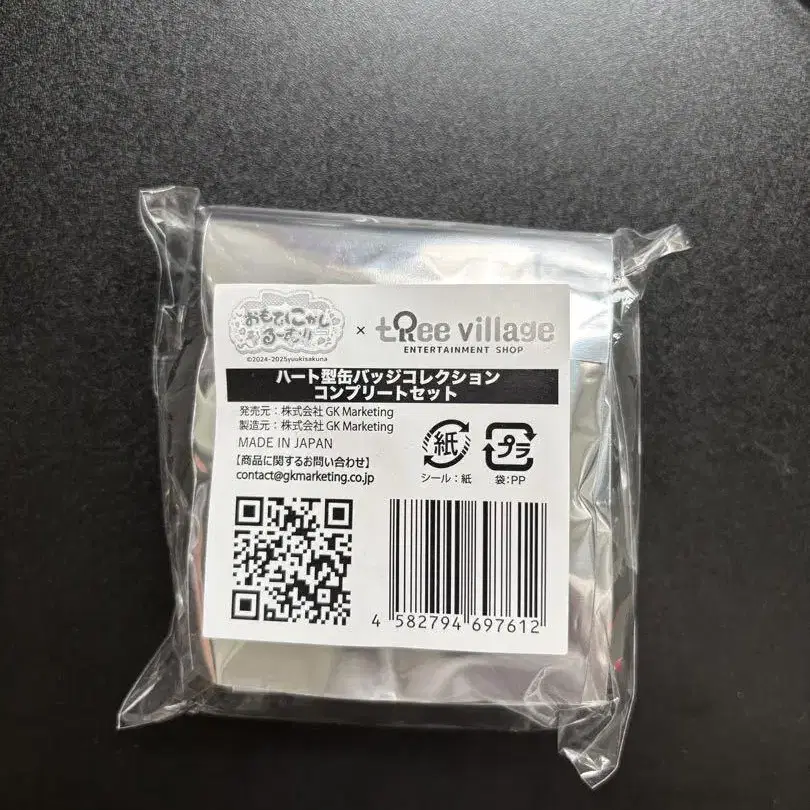 おもてにでろ
るーむ!!
©2024-2025yuukisakuna
×
tRee village
ENTERTAINMENT SHOP
ハート型缶バッジコレクション
コンプリートセット
発売元：株式会社 GK Marketing
製造元：株式会社 GK Marketing
MADE IN JAPAN
【商品に関するお問い合わせ】
contact@gkmarketing.co.jp
紙
シール：紙
プラ
袋：PP
4 582794 697612